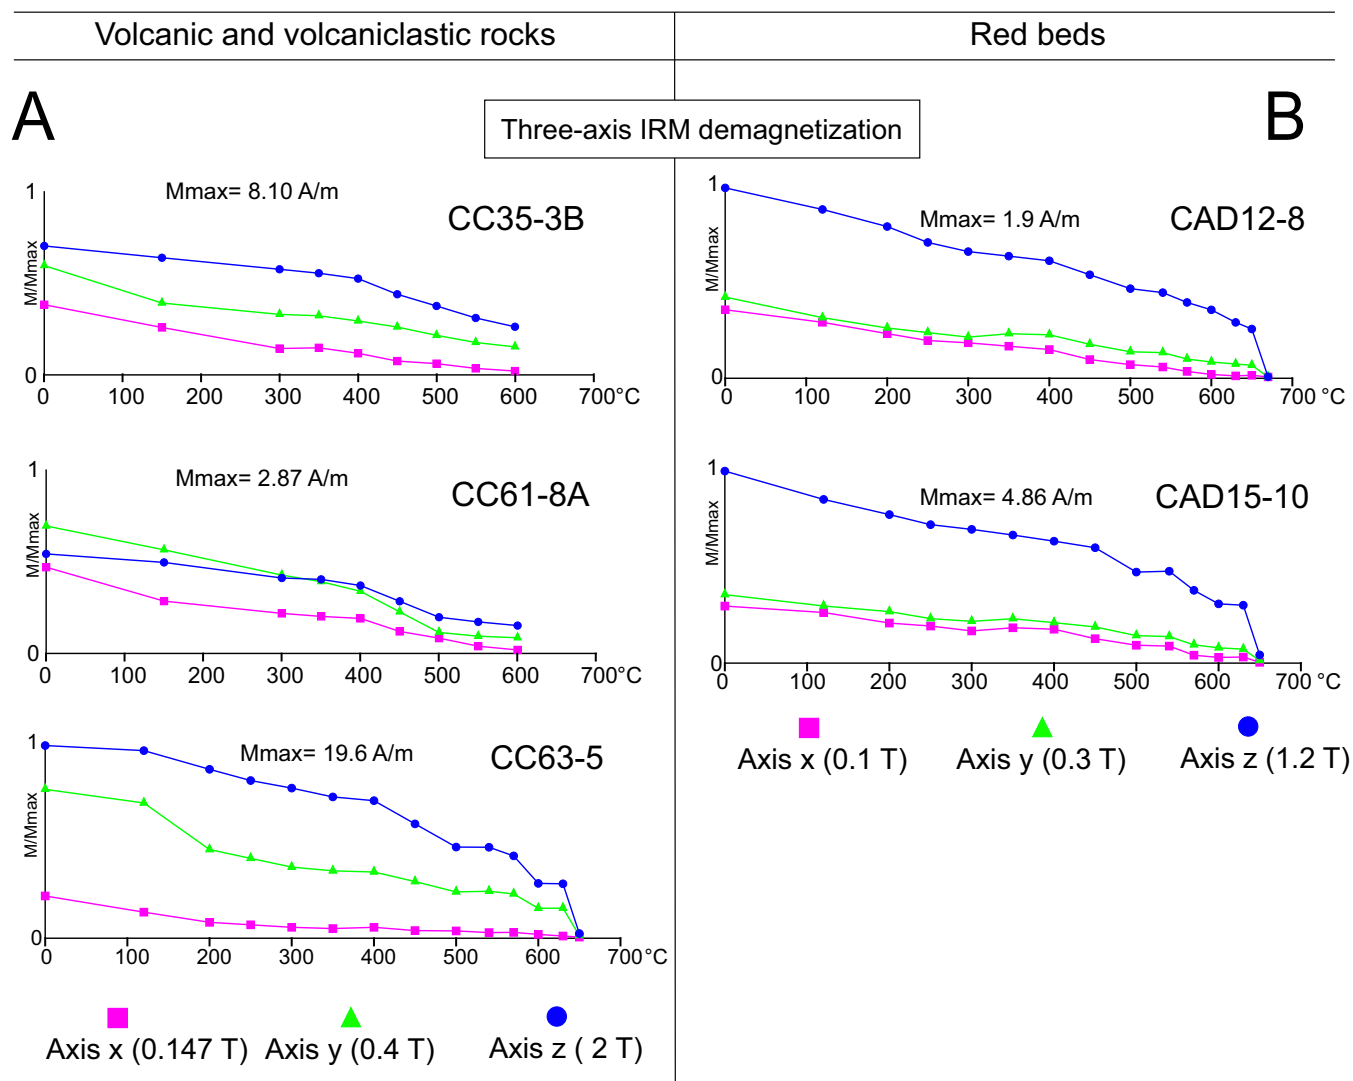 Volcanic and volcaniclastic rocks
Red beds
A
B
Three-axis IRM demagnetization
1
Mmax= 8.10 A/m
CC35-3B
M/Mmax
0
0 100 200 300 400 500 600 700°C
1
Mmax= 2.87 A/m
CC61-8A
M/Mmax
0
0 100 200 300 400 500 600 700°C
1
Mmax= 19.6 A/m
CC63-5
M/Mmax
0
0 100 200 300 400 500 600 700°C
Axis x (0.147 T) Axis y (0.4 T) Axis z ( 2 T)
1
Mmax= 1.9 A/m
CAD12-8
M/Mmax
0
0 100 200 300 400 500 600 700 °C
1
Mmax= 4.86 A/m
CAD15-10
M/Mmax
0
0 100 200 300 400 500 600 700 °C
Axis x (0.1 T) Axis y (0.3 T) Axis z (1.2 T)